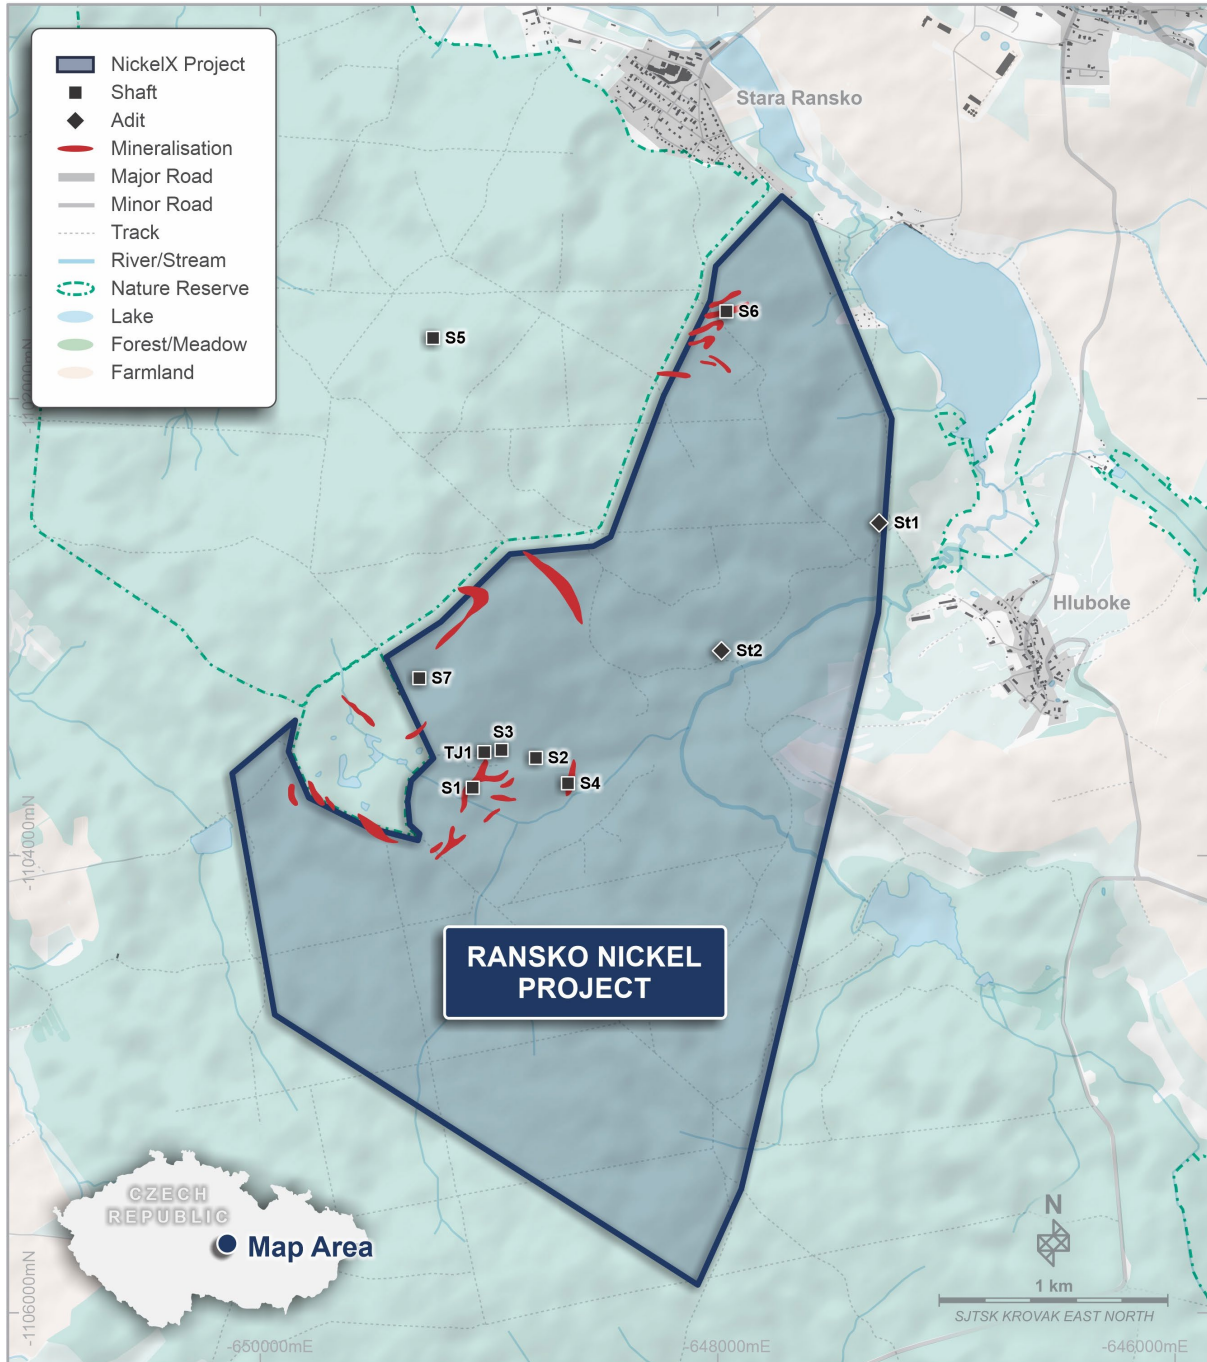 NickelX Project
Shaft
Adit
Mineralisation
Major Road
Minor Road
Track
River/Stream
Nature Reserve
Lake
Forest/Meadow
Farmland
Stara Ransko
S6
S5
St1
Hluboke
St2
S7
S3
TJ1
S2
S1
S4
-1104000mN
RANSKO NICKEL
PROJECT
CZECH
REPUBLIC
Map Area
N
1 km
SJTSK KROVAK EAST NORTH
-1106000mN
-650000mE
-648000mE
-646000mE